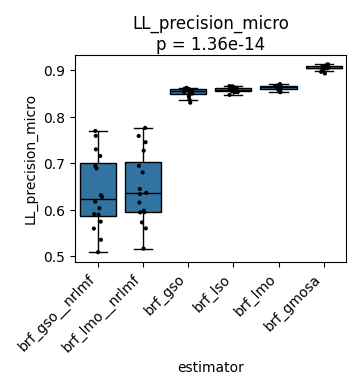 LL_precision_micro
p = 1.36e-14
LL_precision_micro
0.9
0.8
0.7
0.6
0.5
brf_gso__nrlmf
brf_lmo__nrlmf
brf_gso
brf_lso
brf_lmo
brf_gmosa
estimator